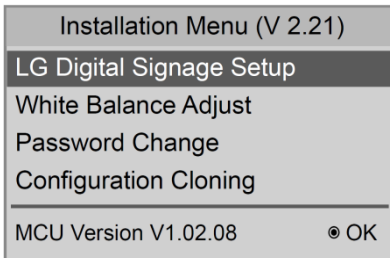 Installation Menu (V 2.21)
LG Digital Signage Setup
White Balance Adjust
Password Change
Configuration Cloning
MCU Version V1.02.08 ◉ OK